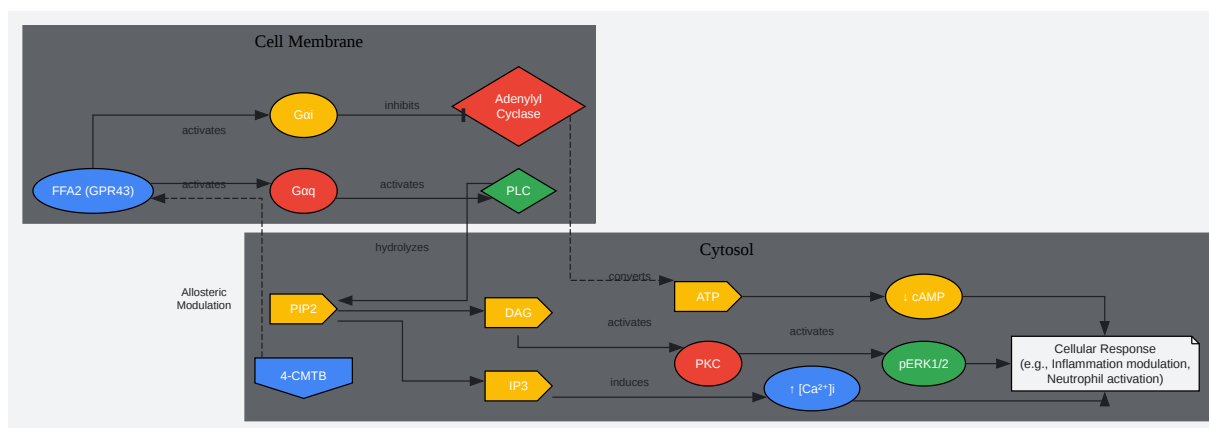 Cell Membrane
Adenylyl
Cyclase
Gαi
inhibits
activates
FFA2 (GPR43)
activates
Gαq
activates
PLC
hydrolyzes
Cytosol
converts
Allosteric
Modulation
PIP2
DAG
ATP
↓ cAMP
activates
activates
Cellular Response
(e.g., Inflammation modulation,
Neutrophil activation)
PKC
pERK1/2
4-CMTB
IP3
induces
↑ [Ca²⁺]i